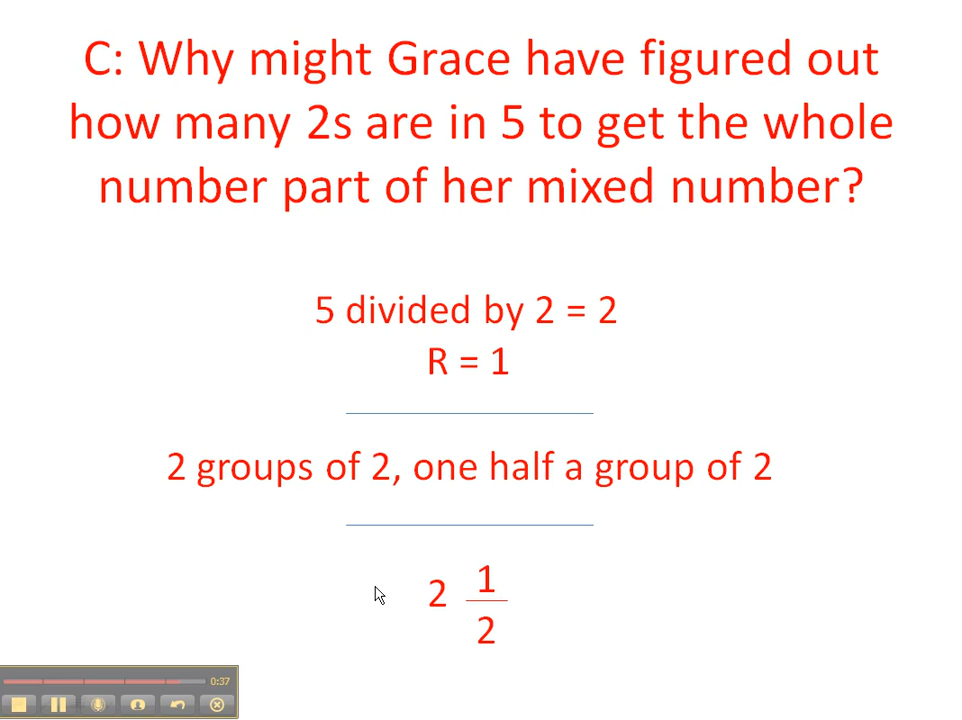 C: Why might Grace have figured out
how many 2s are in 5 to get the whole
number part of her mixed number?
5 divided by 2 = 2
R = 1
2 groups of 2, one half a group of 2
2 1
2
0:37